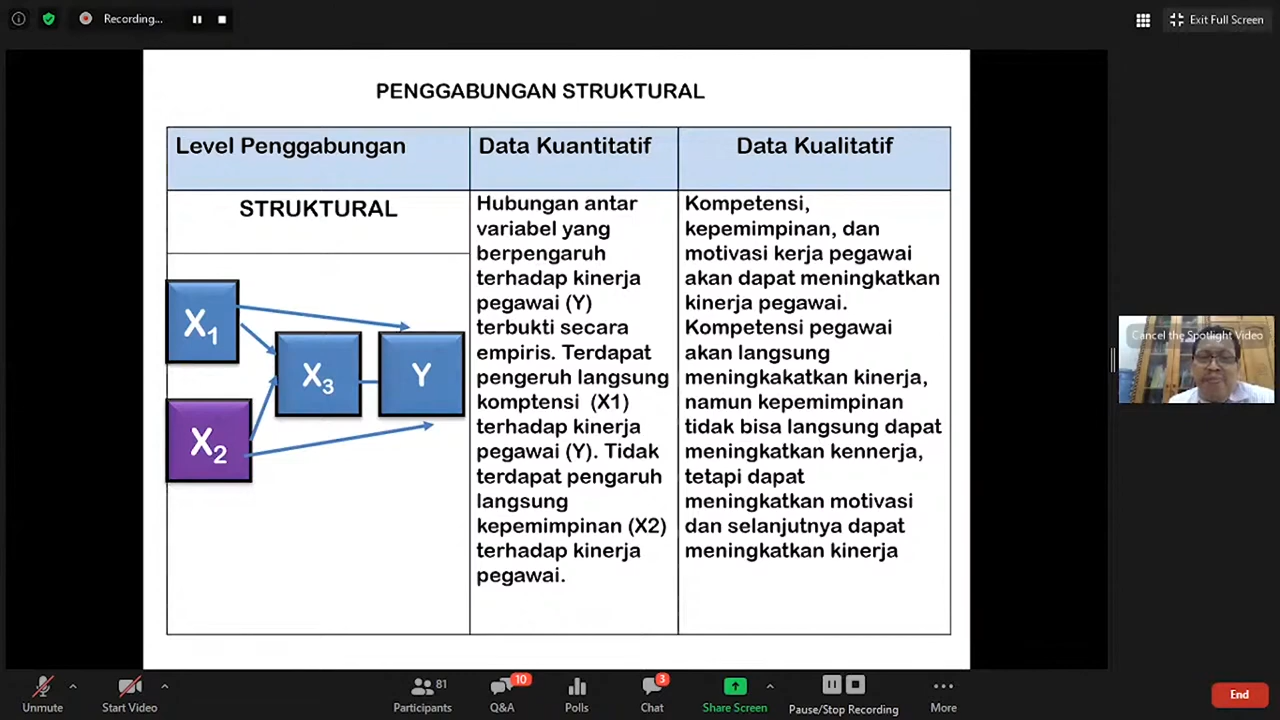 Recording...
Exit Full Screen
PENGGABUNGAN STRUKTURAL
Level Penggabungan
Data Kuantitatif
Data Kualitatif
STRUKTURAL
X1
X2
X3
Y
Hubungan antar
variabel yang
berpengaruh
terhadap kinerja
pegawai (Y)
terbukti secara
empiris. Terdapat
pengeruh langsung
komptensi (X1)
terhadap kinerja
pegawai (Y). Tidak
terdapat pengaruh
langsung
kepemimpinan (X2)
terhadap kinerja
pegawai.
Kompetensi,
kepemimpinan, dan
motivasi kerja pegawai
akan dapat meningkatkan
kinerja pegawai.
Kompetensi pegawai
akan langsung
meningkakatkan kinerja,
namun kepemimpinan
tidak bisa langsung dapat
meningkatkan kennerja,
tetapi dapat
meningkatkan motivasi
dan selanjutnya dapat
meningkatkan kinerja
Cancel the Spotlight Video
Unmute
Start Video
81
Participants
10
Q&A
Polls
3
Chat
Share Screen
Pause/Stop Recording
More
End